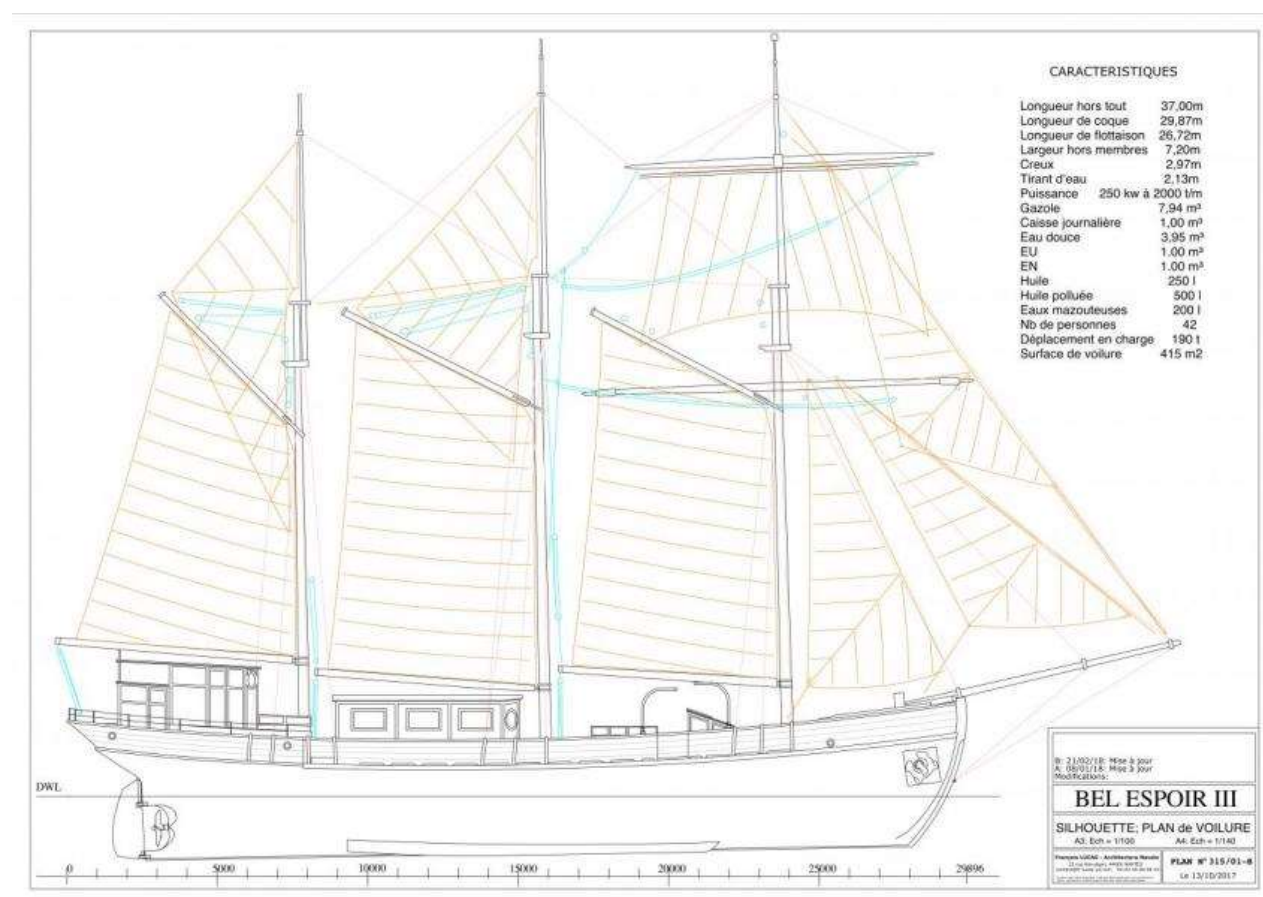 CARACTERISTIQUES
Longueur hors tout 37,00m
Longueur de coque 29,87m
Longueur de flottaison 26,72m
Largeur hors membres 7,20m
Creux 2,97m
Tirant d'eau 2,13m
Puissance 250 kw à 2000 t/m
Gazole 7,94 m³
Caisse journalière 1,00 m³
Eau douce 3,95 m³
EU 1.00 m³
EN 1.00 m³
Huile 250 l
Huile polluée 500 l
Eaux mazouteuses 200 l
Nb de personnes 42
Déplacement en charge 190 t
Surface de voilure 415 m2
DWL
0 5000 10000 15000 20000 25000 29896
B: 21/02/18: Mise à jour
A: 08/01/18: Mise à jour
Modifications:
BEL ESPOIR III
SILHOUETTE; PLAN de VOILURE
A3: Ech = 1/100 A4: Ech = 1/140
Architecture Navale
PLAN N° 315/01-B
Le 13/10/2017